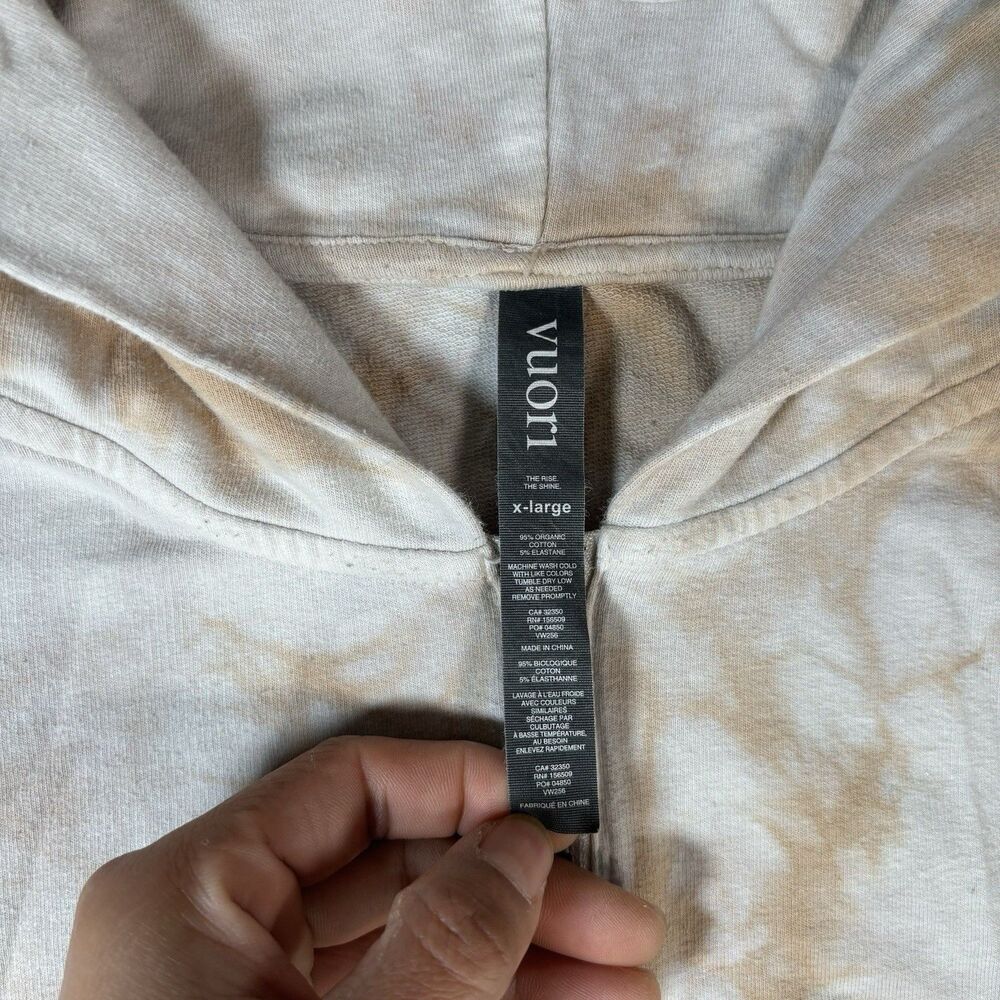 vuori
THE RISE.
THE SHINE.
x-large
95% ORGANIC
COTTON
5% ELASTANE
MACHINE WASH COLD
WITH LIKE COLORS
TUMBLE DRY LOW
AS NEEDED
REMOVE PROMPTLY
CA# 32350
RN# 156509
PO# 04850
VW256
MADE IN CHINA
95% BIOLOGIQUE
COTON
5% ÉLASTHANNE
LAVAGE À L'EAU FROIDE
AVEC COULEURS
SIMILAIRES
SÉCHAGE PAR
CULBUTAGE
À BASSE TEMPÉRATURE,
AU BESOIN
ENLEVEZ RAPIDEMENT
CA# 32350
RN# 156509
PO# 04850
VW256
FABRIQUÉ EN CHINE